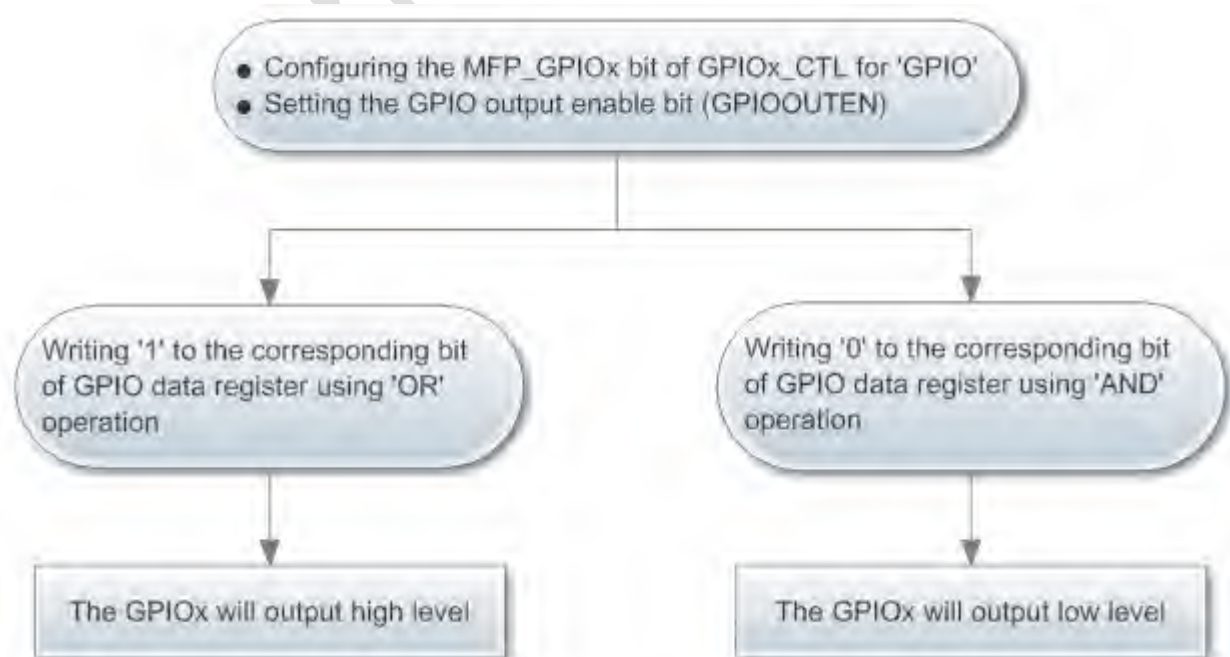 ● Configuring the MFP_GPIOx bit of GPIOx_CTL for 'GPIO'
● Setting the GPIO output enable bit (GPIOOUTEN)
Writing '1' to the corresponding bit
of GPIO data register using 'OR'
operation
Writing '0' to the corresponding bit
of GPIO data register using 'AND'
operation
The GPIOx will output high level
The GPIOx will output low level